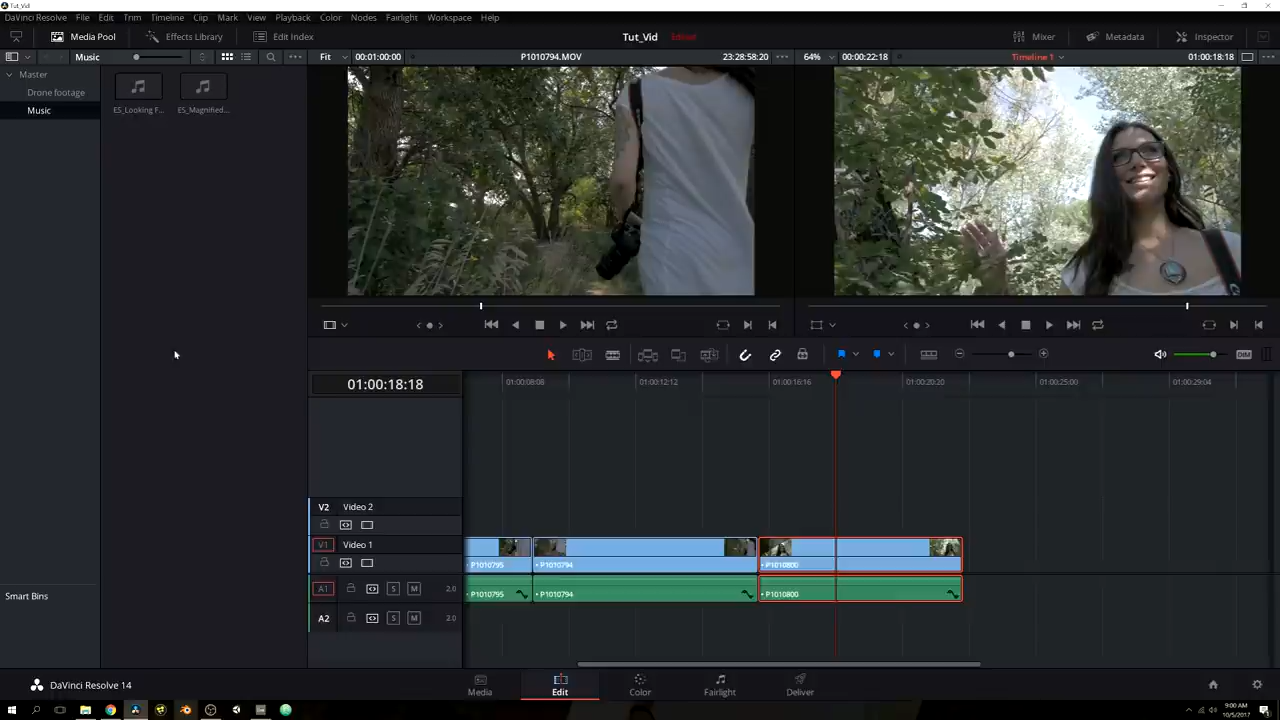 Tut_Vid
DaVinci Resolve File Edit Trim Timeline Clip Mark View Playback Color Nodes Fairlight Workspace Help
Media Pool Effects Library Edit Index Tut_Vid Edited Mixer Metadata Inspector
Music Fit 00:01:00:00 P1010794.MOV 23:28:58:20 64% 00:00:22:18 Timeline 1 01:00:18:18
Master
Drone footage
Music
ES_Looking F... ES_Magnified...
DIM
01:00:18:18 01:00:08:08 01:00:12:12 01:00:16:16 01:00:20:20 01:00:25:00 01:00:29:04
V2 Video 2
V1 Video 1
P1010795 P1010794 P1010800
A1 S M 2.0 P1010795 P1010794 P1010800
Smart Bins
A2 S M 2.0
DaVinci Resolve 14 Media Edit Color Fairlight Deliver
9:00 AM
10/5/2017